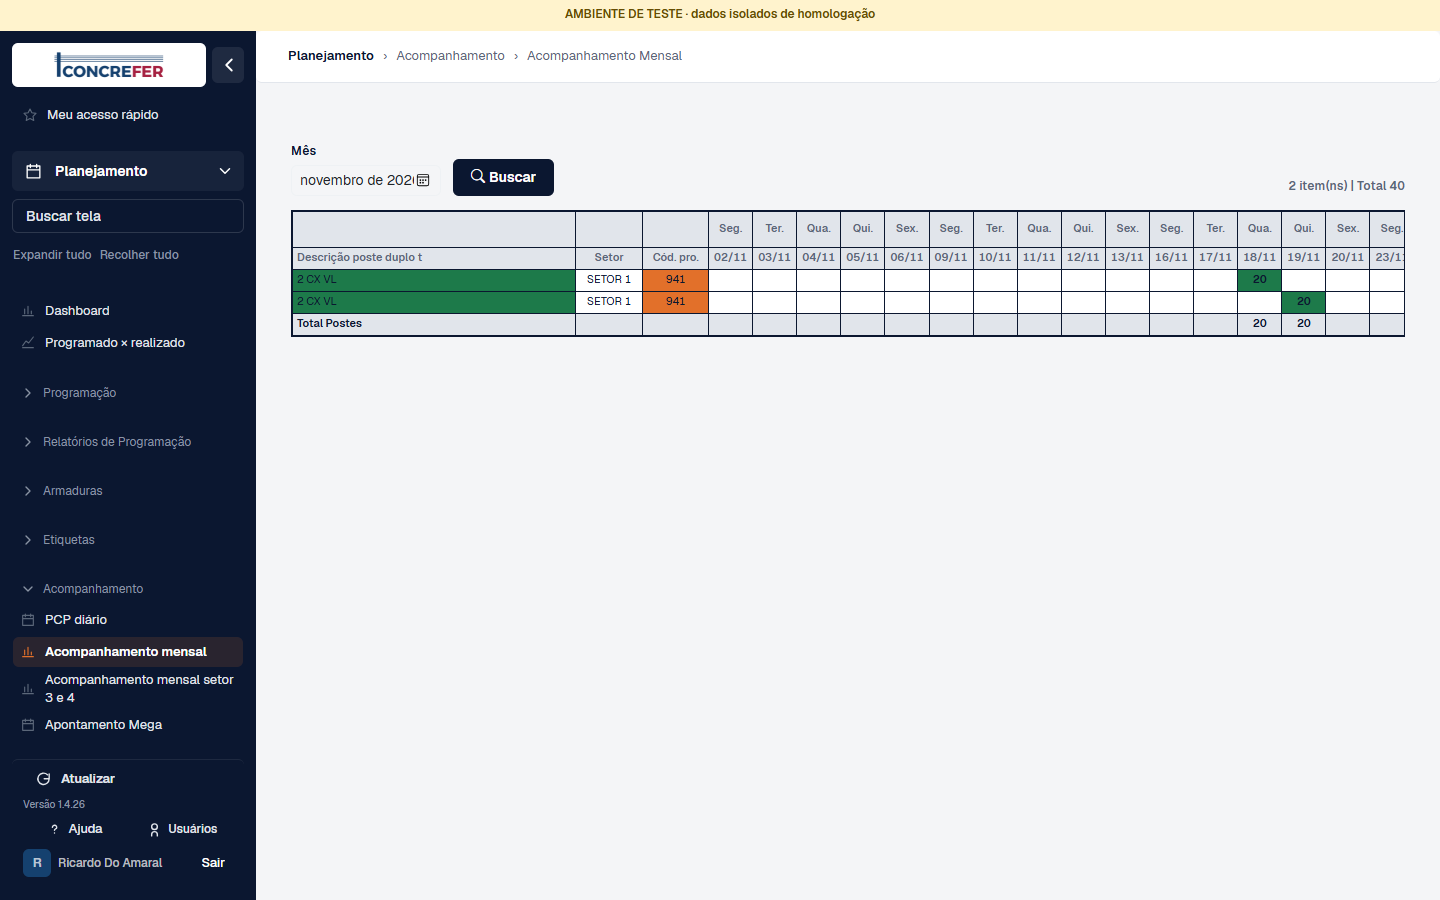 AMBIENTE DE TESTE · dados isolados de homologação
CONCREFER
Planejamento › Acompanhamento › Acompanhamento Mensal
Meu acesso rápido
Planejamento
Buscar tela
Expandir tudo Recolher tudo
Dashboard
Programado × realizado
Programação
Relatórios de Programação
Armaduras
Etiquetas
Acompanhamento
PCP diário
Acompanhamento mensal
Acompanhamento mensal setor
3 e 4
Apontamento Mega
Atualizar
Versão 1.4.26
? Ajuda Usuários
R Ricardo Do Amaral Sair
Mês
novembro de 202
Buscar
2 item(ns) | Total 40
Seg. Ter. Qua. Qui. Sex. Seg. Ter. Qua. Qui. Sex. Seg. Ter. Qua. Qui. Sex. Seg.
Descrição poste duplo t Setor Cód. pro. 02/11 03/11 04/11 05/11 06/11 09/11 10/11 11/11 12/11 13/11 16/11 17/11 18/11 19/11 20/11 23/11
2 CX VL SETOR 1 941 20
2 CX VL SETOR 1 941 20
Total Postes 20 20